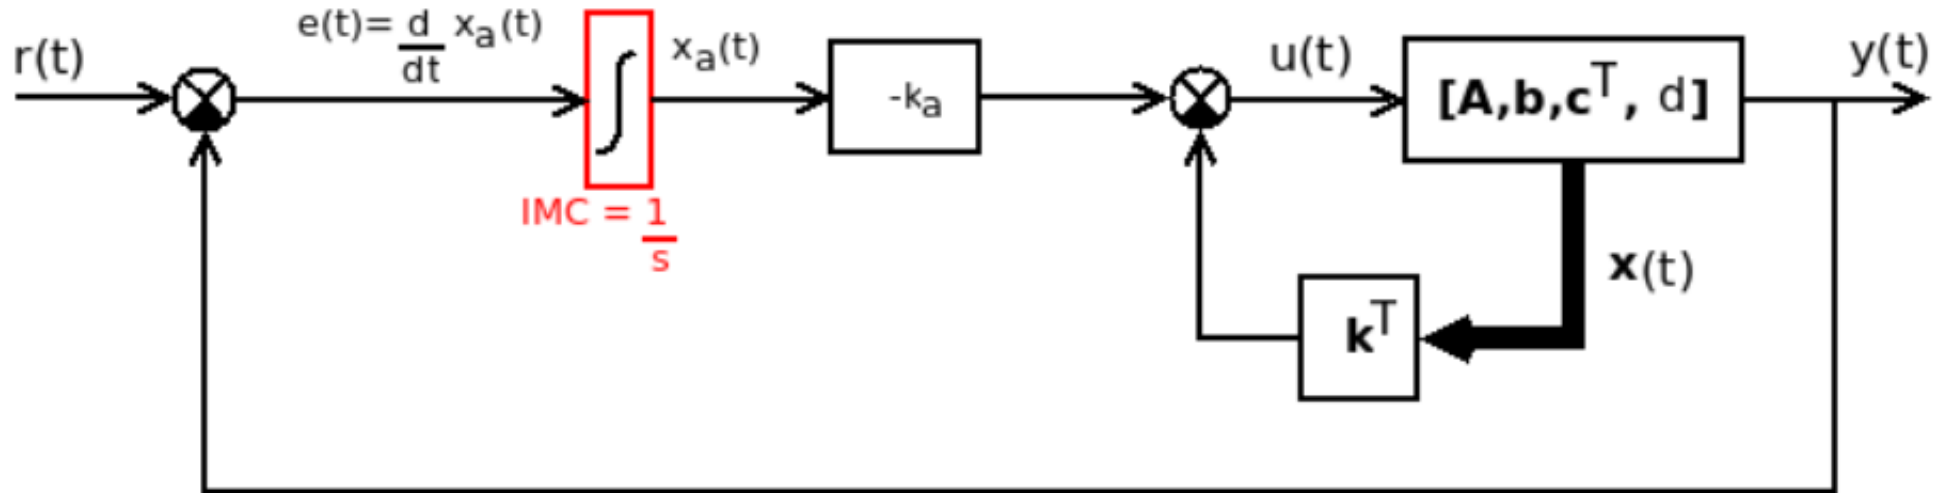 r(t)
e(t)= d/dt xa(t)
∫
IMC = 1/s
xa(t)
-ka
u(t)
[A,b,cT, d]
y(t)
x(t)
kT